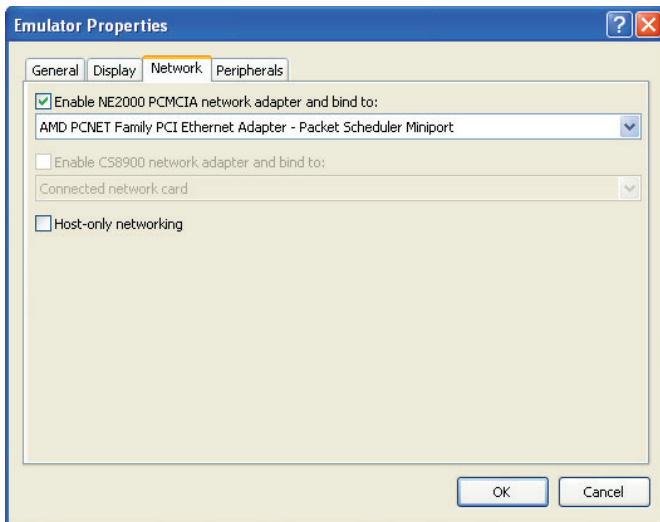 Emulator Properties
General Display Network Peripherals
Enable NE2000 PCMCIA network adapter and bind to:
AMD PCNET Family PCI Ethernet Adapter - Packet Scheduler Miniport
Enable CS8900 network adapter and bind to:
Connected network card
Host-only networking
OK Cancel